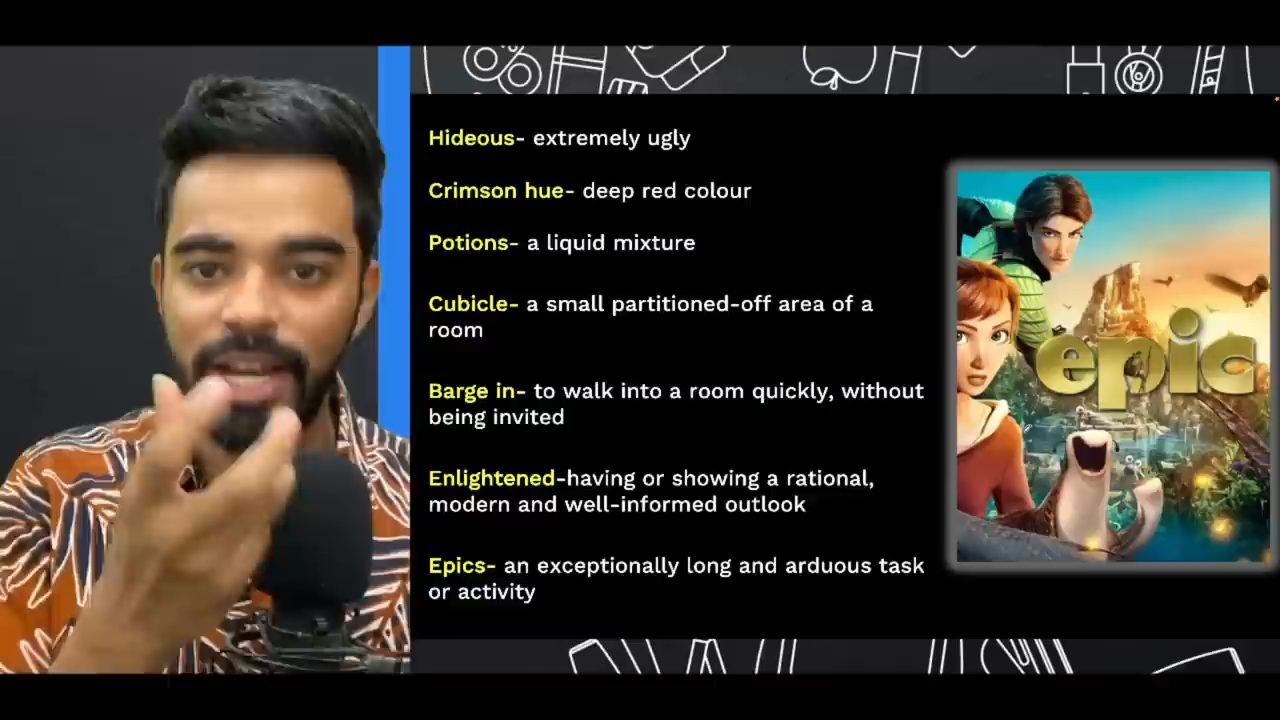 Hideous- extremely ugly
Crimson hue- deep red colour
Potions- a liquid mixture
Cubicle- a small partitioned-off area of a
room
Barge in- to walk into a room quickly, without
being invited
Enlightened-having or showing a rational,
modern and well-informed outlook
Epics- an exceptionally long and arduous task
or activity
epic